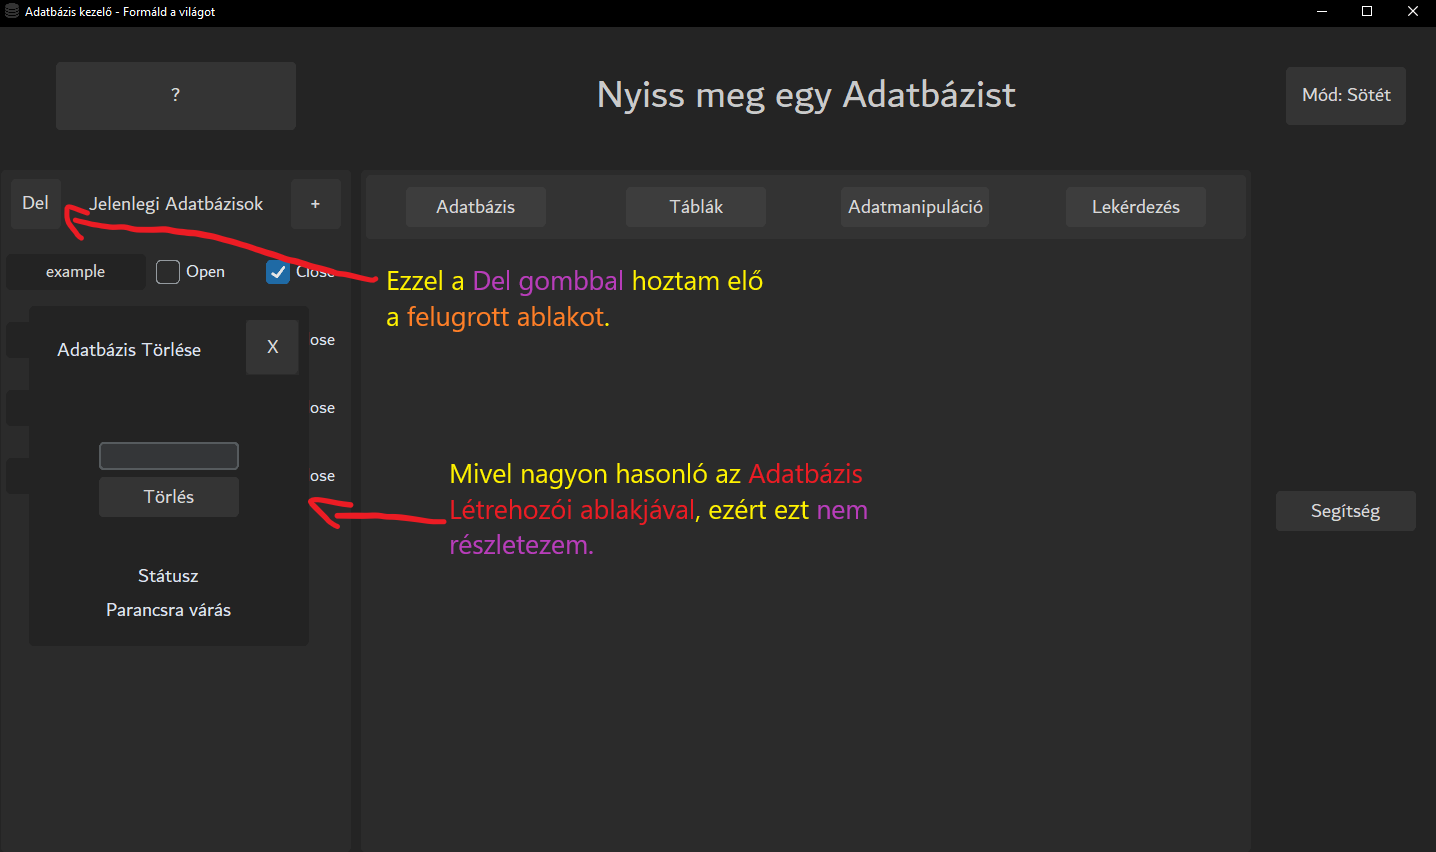 Adatbázis kezelő - Formáld a világot
?
Nyiss meg egy Adatbázist
Mód: Sötét
Del
Jelenlegi Adatbázisok
+
Adatbázis
Táblák
Adatmanipuláció
Lekérdezés
example
Open
Close
Ezzel a Del gombbal hoztam elő
a felugrott ablakot.
Adatbázis Törlése
X
ose
ose
ose
Törlés
Mivel nagyon hasonló az Adatbázis
Létrehozói ablakjával, ezért ezt nem
részletezem.
Segítség
Státusz
Parancsra várás